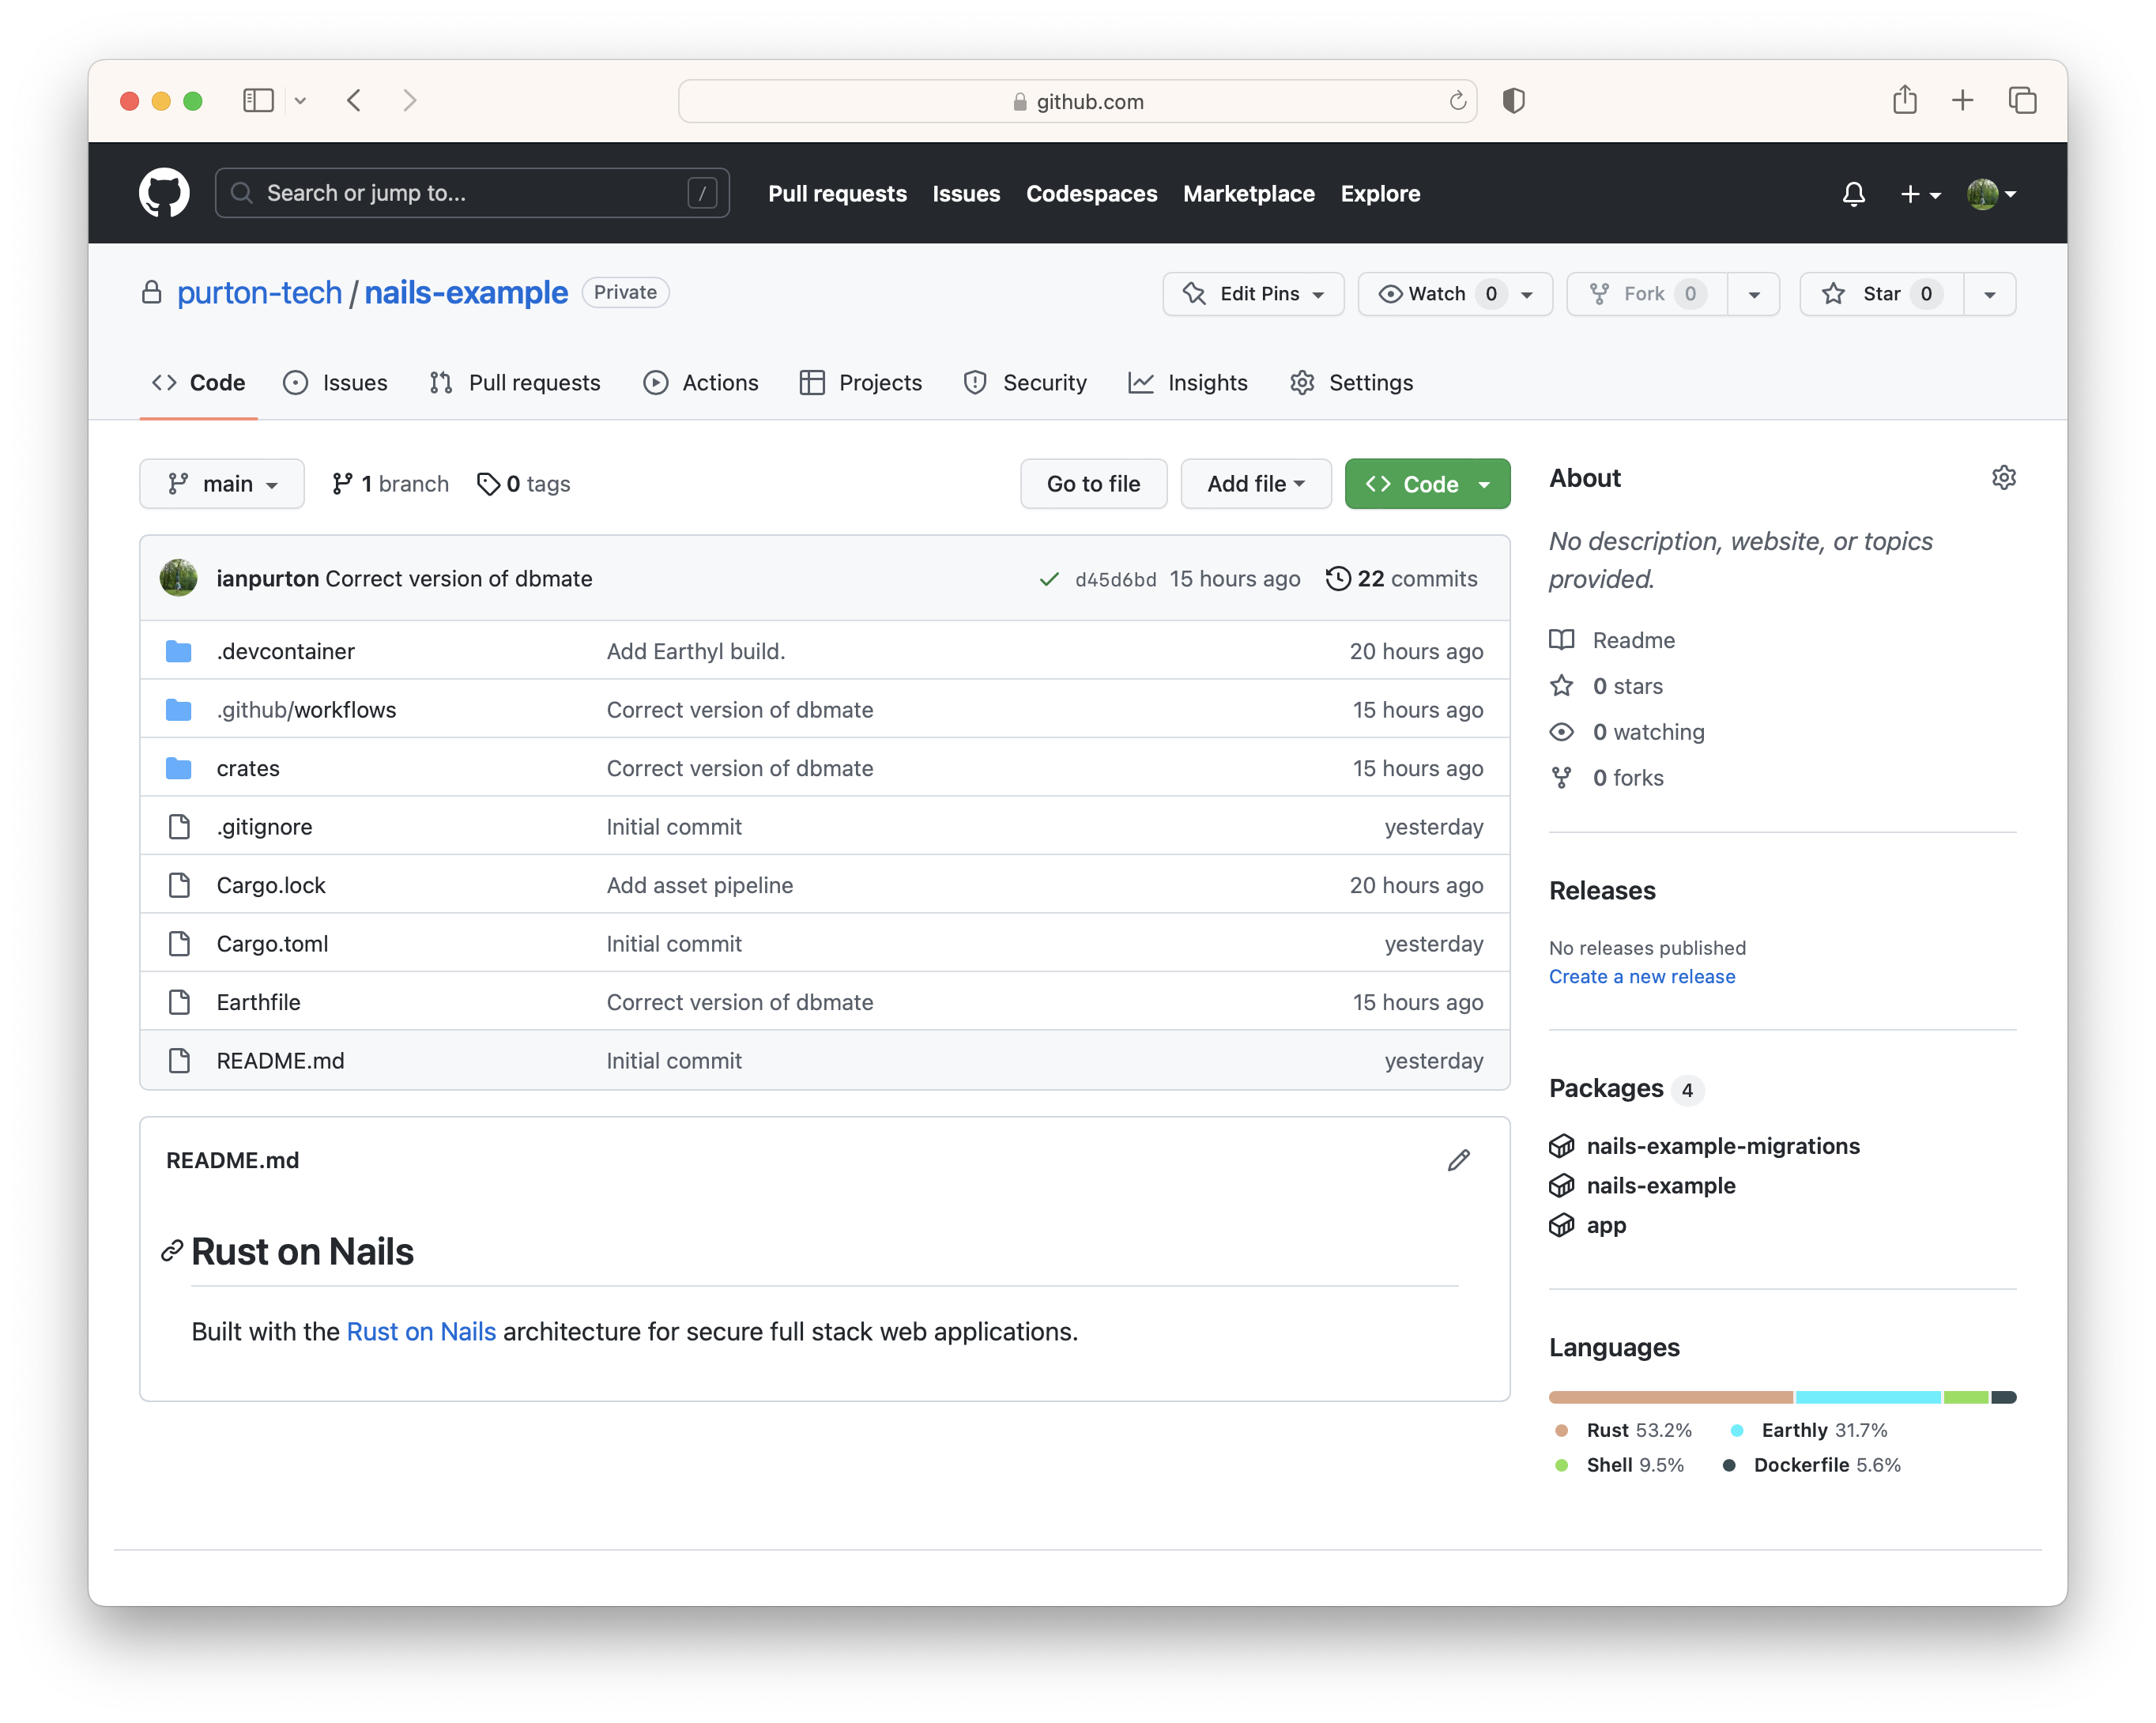 github.com
Search or jump to... /
Pull requests Issues Codespaces Marketplace Explore
purton-tech / nails-example Private
Edit Pins Watch 0 Fork 0 Star 0
Code Issues Pull requests Actions Projects Security Insights Settings
main 1 branch 0 tags
Go to file Add file Code
ianpurton Correct version of dbmate d45d6bd 15 hours ago 22 commits
.devcontainer Add Earthyl build. 20 hours ago
.github/workflows Correct version of dbmate 15 hours ago
crates Correct version of dbmate 15 hours ago
.gitignore Initial commit yesterday
Cargo.lock Add asset pipeline 20 hours ago
Cargo.toml Initial commit yesterday
Earthfile Correct version of dbmate 15 hours ago
README.md Initial commit yesterday
README.md
Rust on Nails
Built with the Rust on Nails architecture for secure full stack web applications.
About
No description, website, or topics
provided.
Readme
0 stars
0 watching
0 forks
Releases
No releases published
Create a new release
Packages 4
nails-example-migrations
nails-example
app
Languages
Rust 53.2% Earthly 31.7%
Shell 9.5% Dockerfile 5.6%